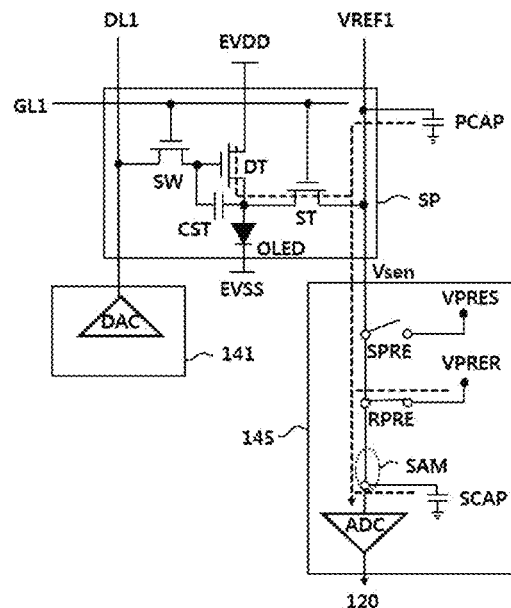 DL1
EVDD
VREF1
GL1
PCAP
SW
DT
SP
CST
ST
OLED
EVSS
Vsen
DAC
141
VPRES
SPRE
VPRER
RPRE
145
SAM
SCAP
ADC
120